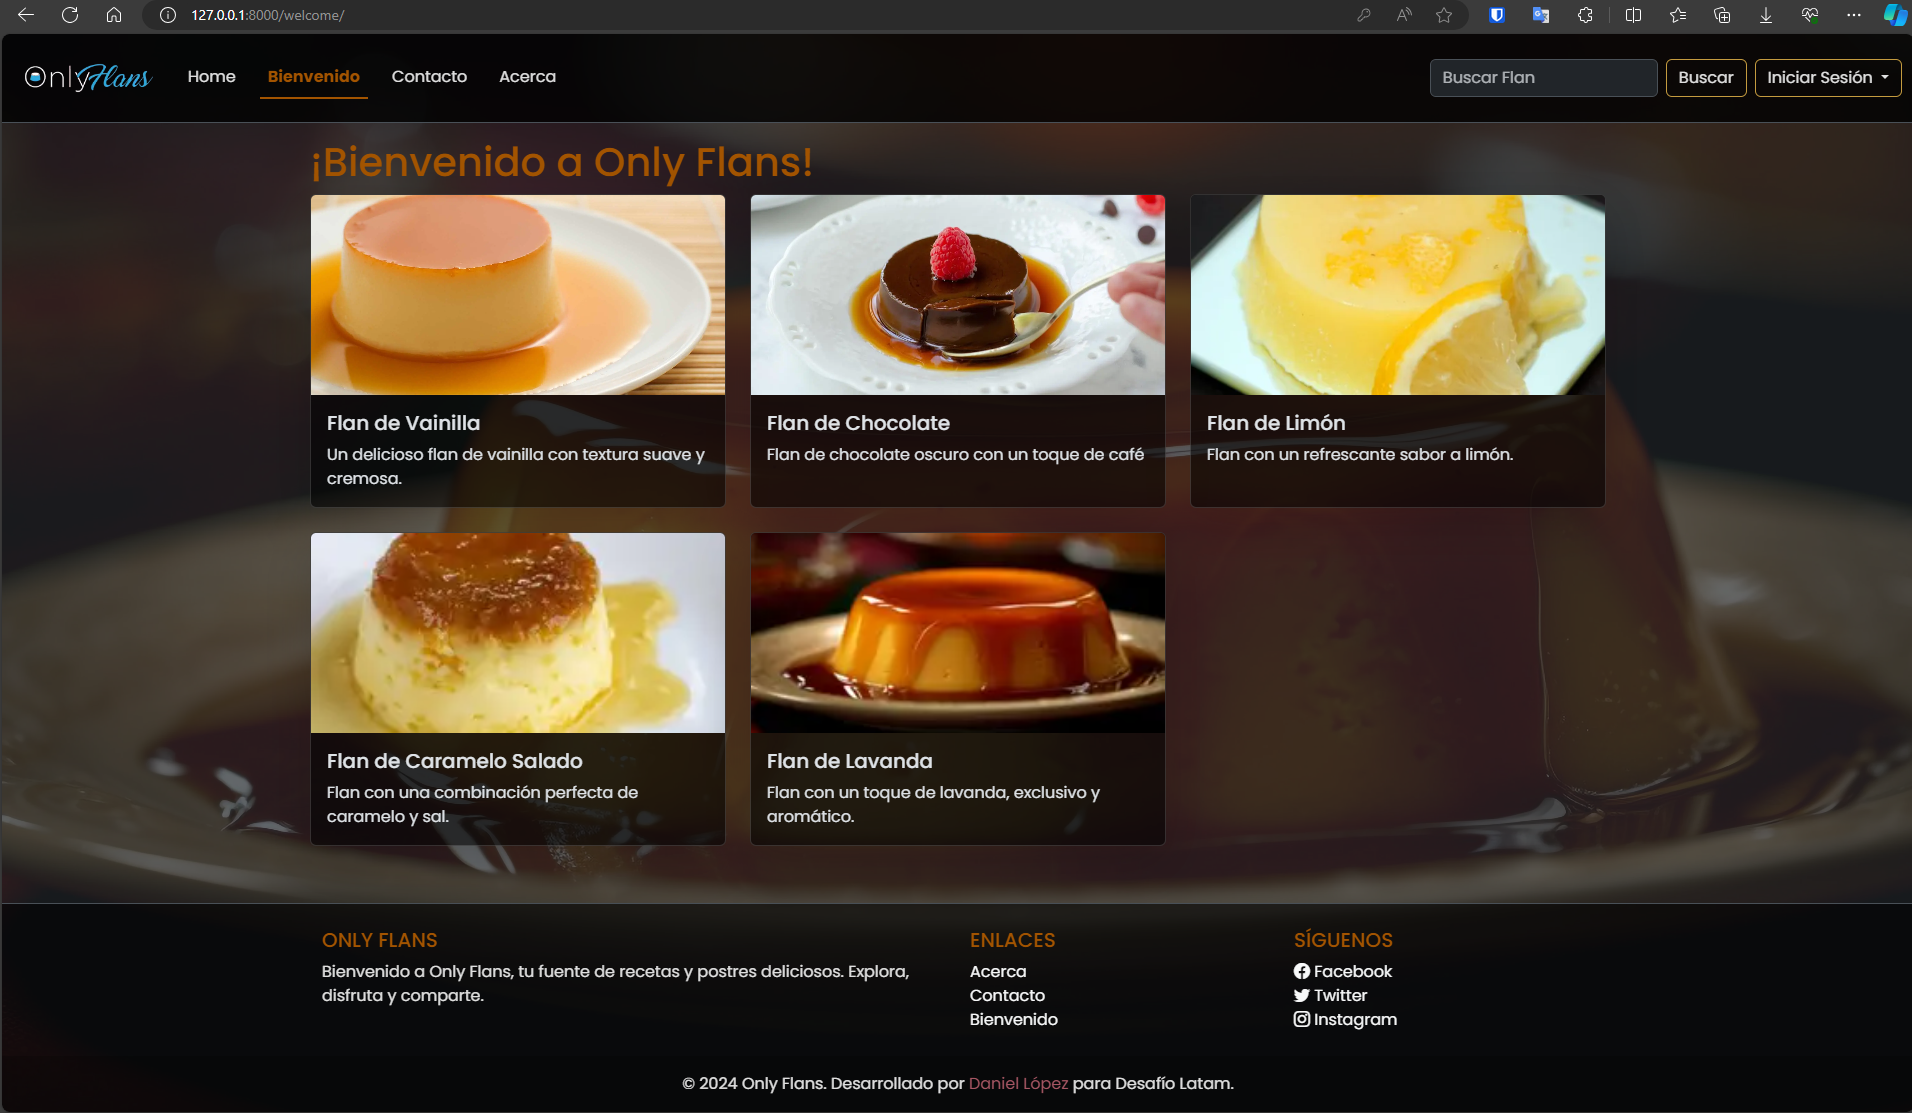 127.0.0.1:8000/welcome/
OnlyFlans
Home
Bienvenido
Contacto
Acerca
Buscar Flan
Buscar
Iniciar Sesión
¡Bienvenido a Only Flans!
Flan de Vainilla
Un delicioso flan de vainilla con textura suave y
cremosa.
Flan de Chocolate
Flan de chocolate oscuro con un toque de café
Flan de Limón
Flan con un refrescante sabor a limón.
Flan de Caramelo Salado
Flan con una combinación perfecta de
caramelo y sal.
Flan de Lavanda
Flan con un toque de lavanda, exclusivo y
aromático.
ONLY FLANS
Bienvenido a Only Flans, tu fuente de recetas y postres deliciosos. Explora,
disfruta y comparte.
ENLACES
Acerca
Contacto
Bienvenido
SÍGUENOS
Facebook
Twitter
Instagram
© 2024 Only Flans. Desarrollado por Daniel López para Desafío Latam.